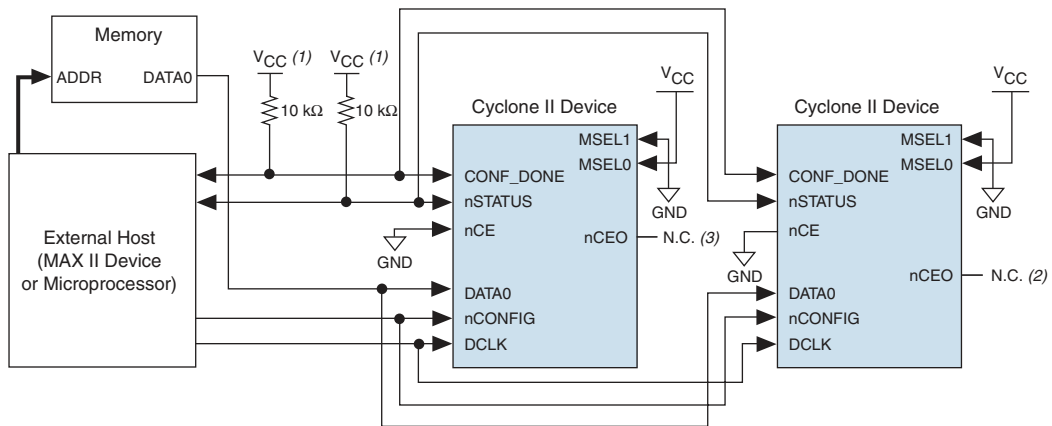 Memory
ADDR DATA0
VCC (1)
10 kΩ
VCC (1)
10 kΩ
External Host
(MAX II Device
or Microprocessor)
Cyclone II Device
VCC
MSEL1
MSEL0
CONF_DONE
nSTATUS
nCE
GND
GND
nCEO
N.C. (3)
DATA0
nCONFIG
DCLK
Cyclone II Device
VCC
MSEL1
MSEL0
CONF_DONE
nSTATUS
nCE
GND
GND
nCEO
N.C. (2)
DATA0
nCONFIG
DCLK